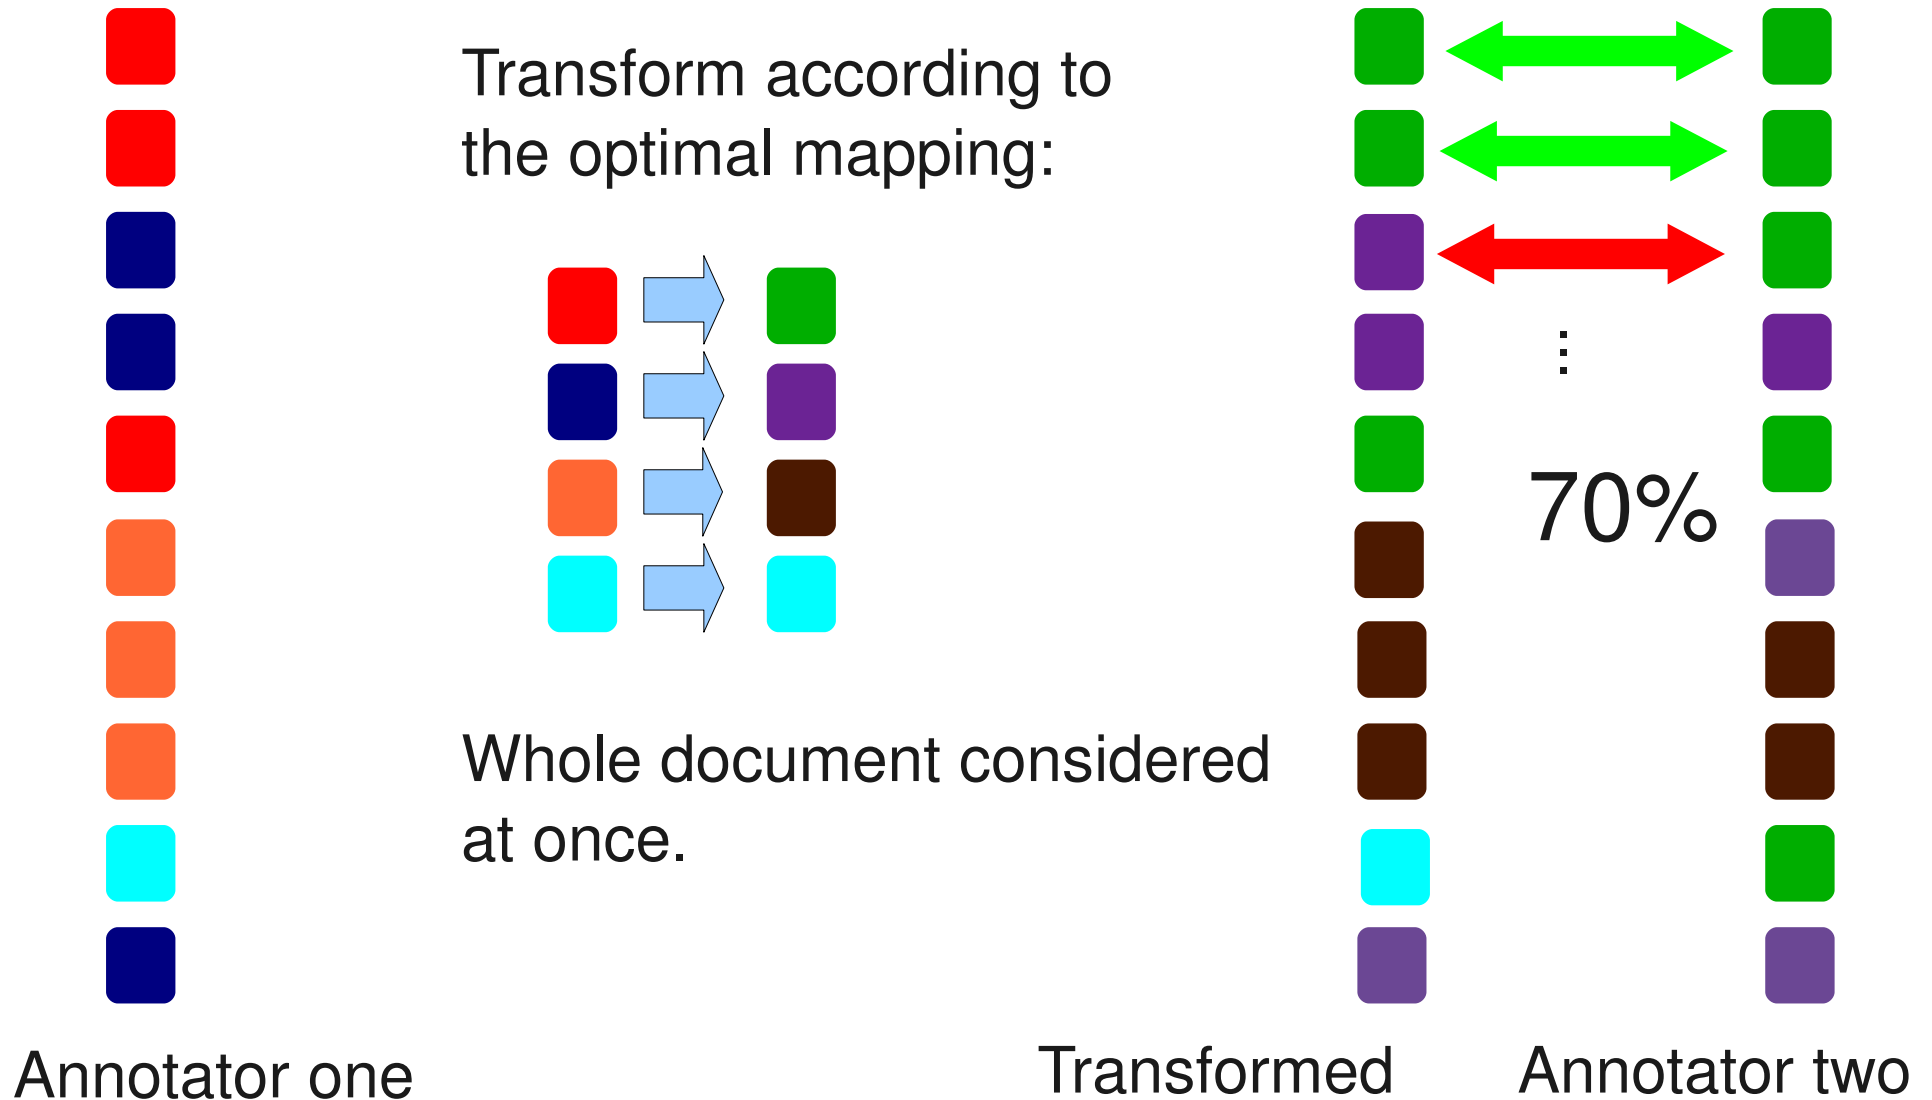 Transform according to
the optimal mapping:
⋮
70%
Whole document considered
at once.
Annotator one
Transformed
Annotator two